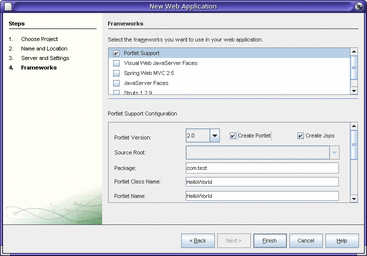 New Web Application
Steps
1. Choose Project
2. Name and Location
3. Server and Settings
4. Frameworks
Frameworks
Select the frameworks you want to use in your web application.
Portlet Support
Visual Web JavaServer Faces
Spring Web MVC 2.5
JavaServer Faces
Struts 1.2.9
Portlet Support Configuration
Portlet Version: 2.0 Create Portlet Create Jsps
Source Root:
Package: com.test
Portlet Class Name: HelloWorld
Portlet Name: HelloWorld
< Back Next > Finish Cancel Help